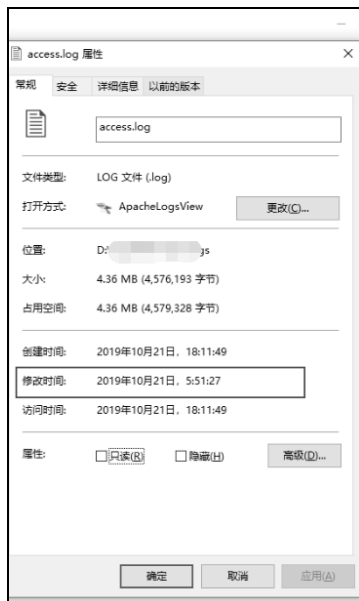 access.log 属性
常规 安全 详细信息 以前的版本
access.log
文件类型: LOG 文件 (.log)
打开方式: ApacheLogsView 更改(C)...
位置: D:\ gs
大小: 4.36 MB (4,576,193 字节)
占用空间: 4.36 MB (4,579,328 字节)
创建时间: 2019年10月21日，18:11:49
修改时间: 2019年10月21日，5:51:27
访问时间: 2019年10月21日，18:11:49
属性: 只读(R) 隐藏(H) 高级(D)...
确定 取消 应用(A)